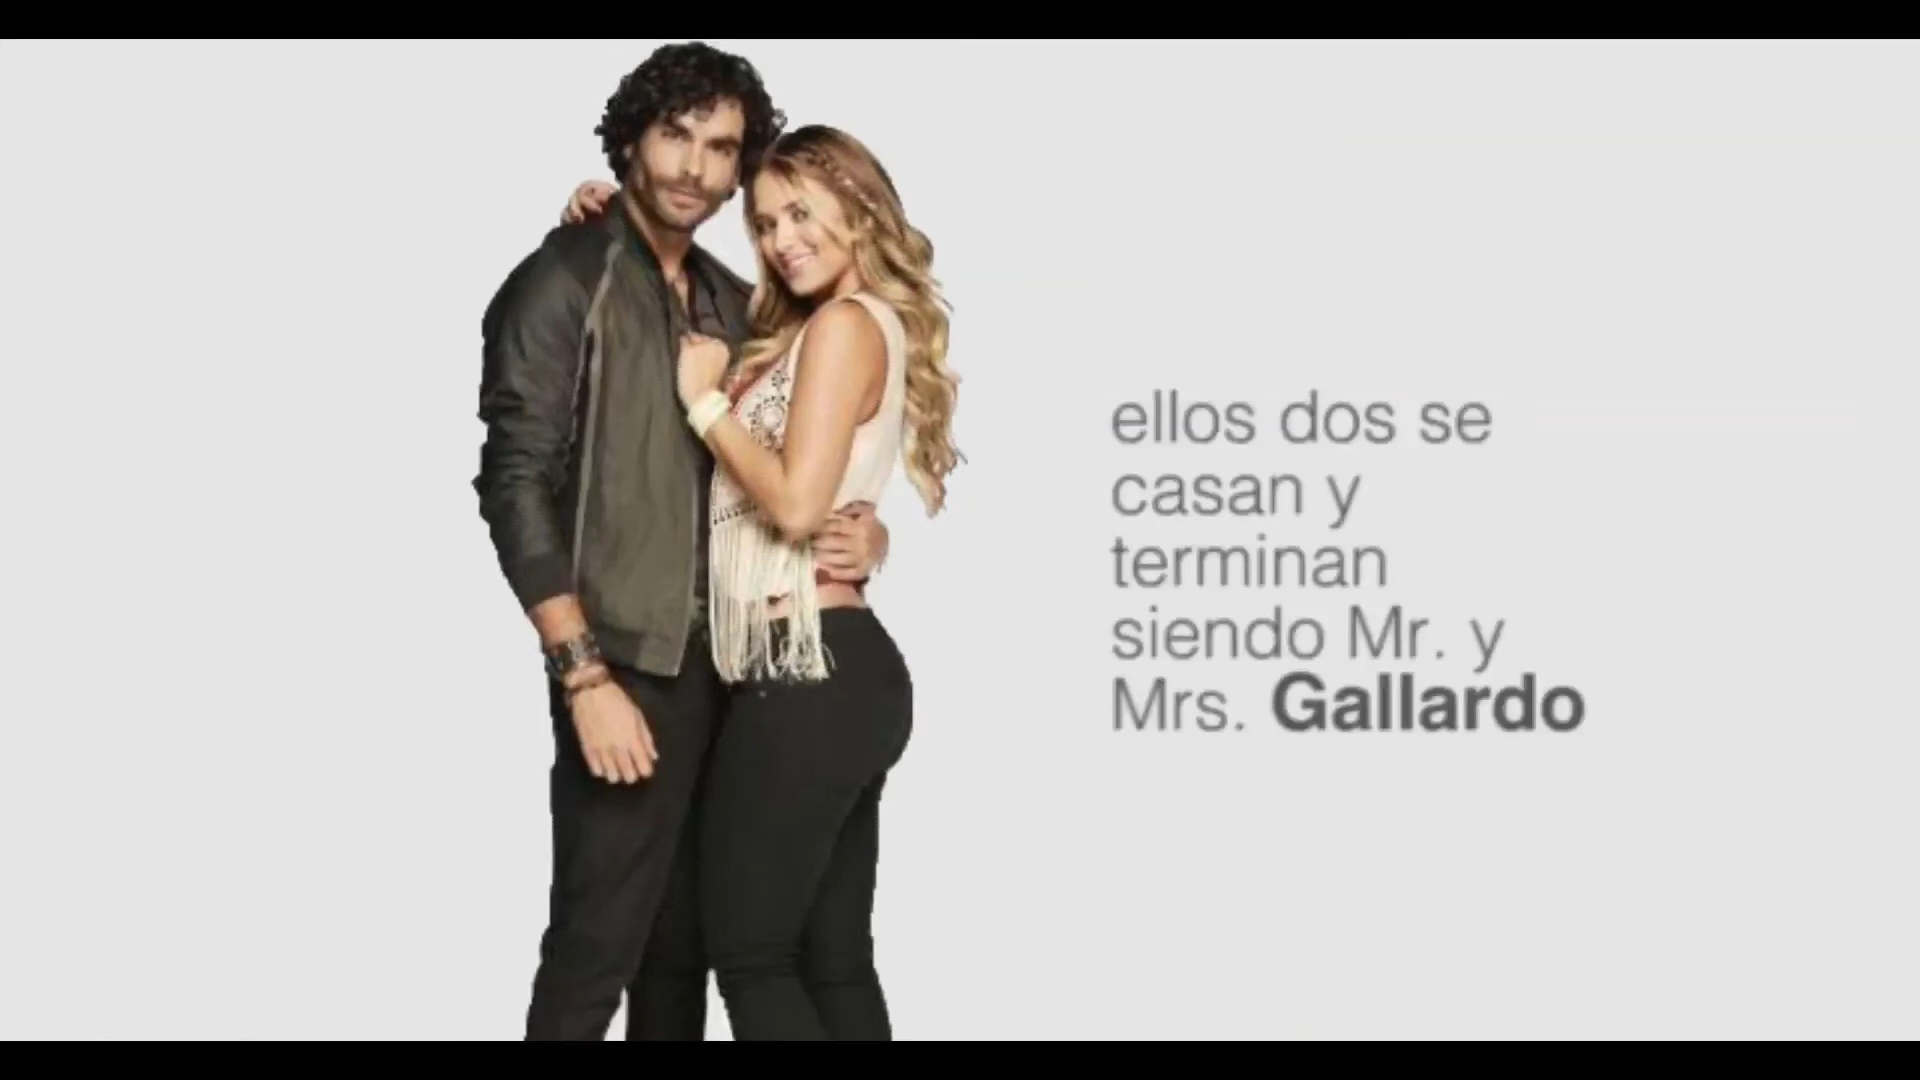 ellos dos se
casan y
terminan
siendo Mr. y
Mrs. Gallardo